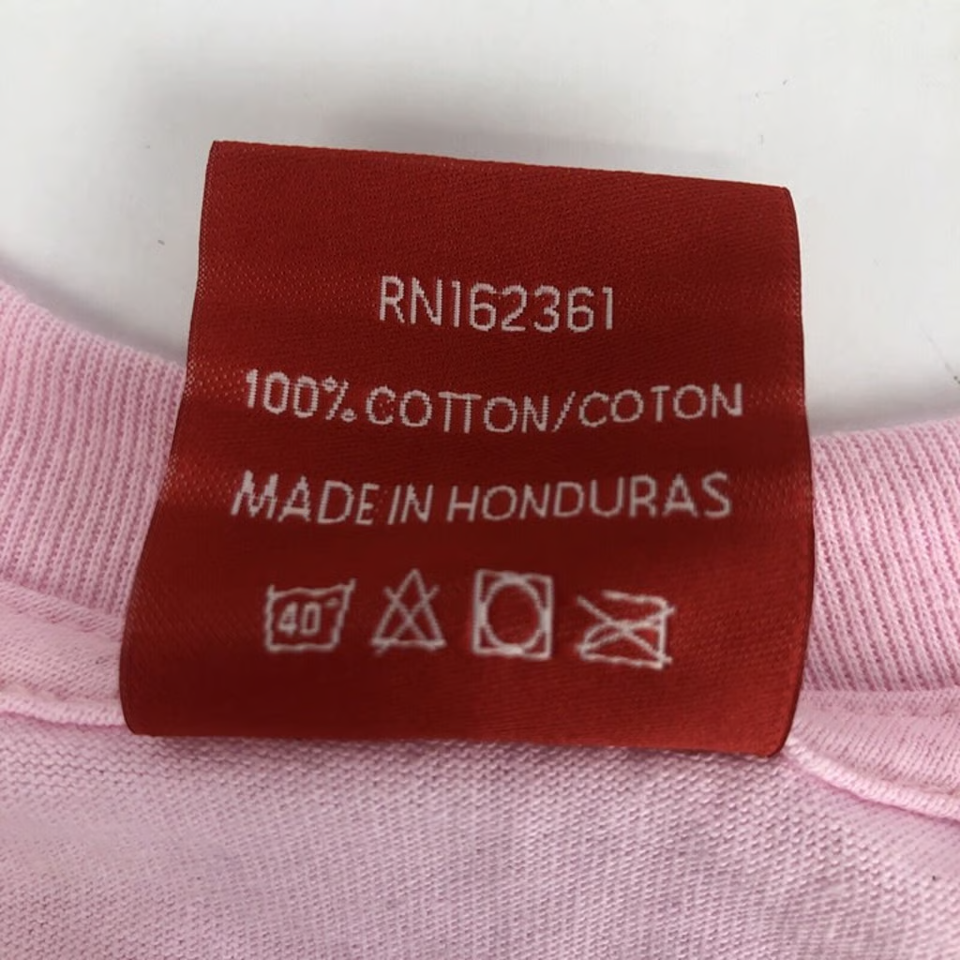 RN162361
100% COTTON/COTON
MADE IN HONDURAS
40°